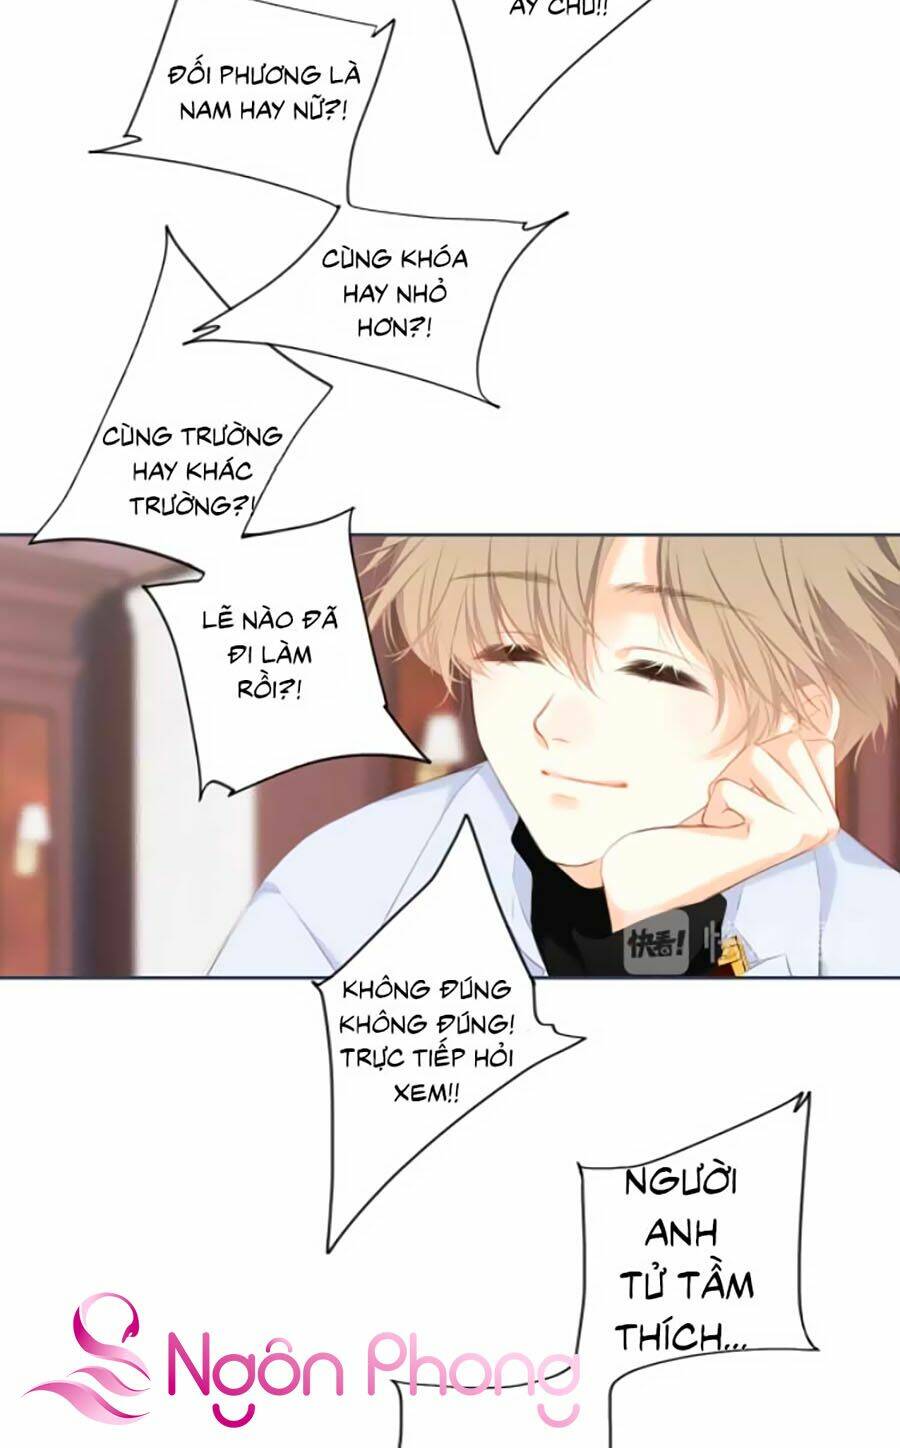 ẤY CHỨ!!
ĐỐI PHƯƠNG LÀ
NAM HAY NỮ?!
CÙNG KHÓA
HAY NHỎ
HƠN?!
CÙNG TRƯỜNG
HAY KHÁC
TRƯỜNG?!
LẼ NÀO ĐÃ
ĐI LÀM
RỒI?!
快看!
KHÔNG ĐÚNG
KHÔNG ĐÚNG!
TRỰC TIẾP HỎI
XEM!!
NGƯỜI
ANH
TỬ TẦM
THÍCH...
Ngôn Phong